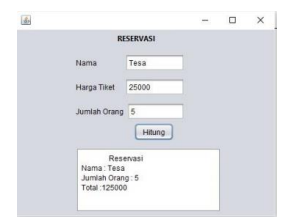 RESERVASI
Nama Tesa
Harga Tiket 25000
Jumlah Orang 5
Hitung
Reservasi
Nama : Tesa
Jumlah Orang : 5
Total :125000